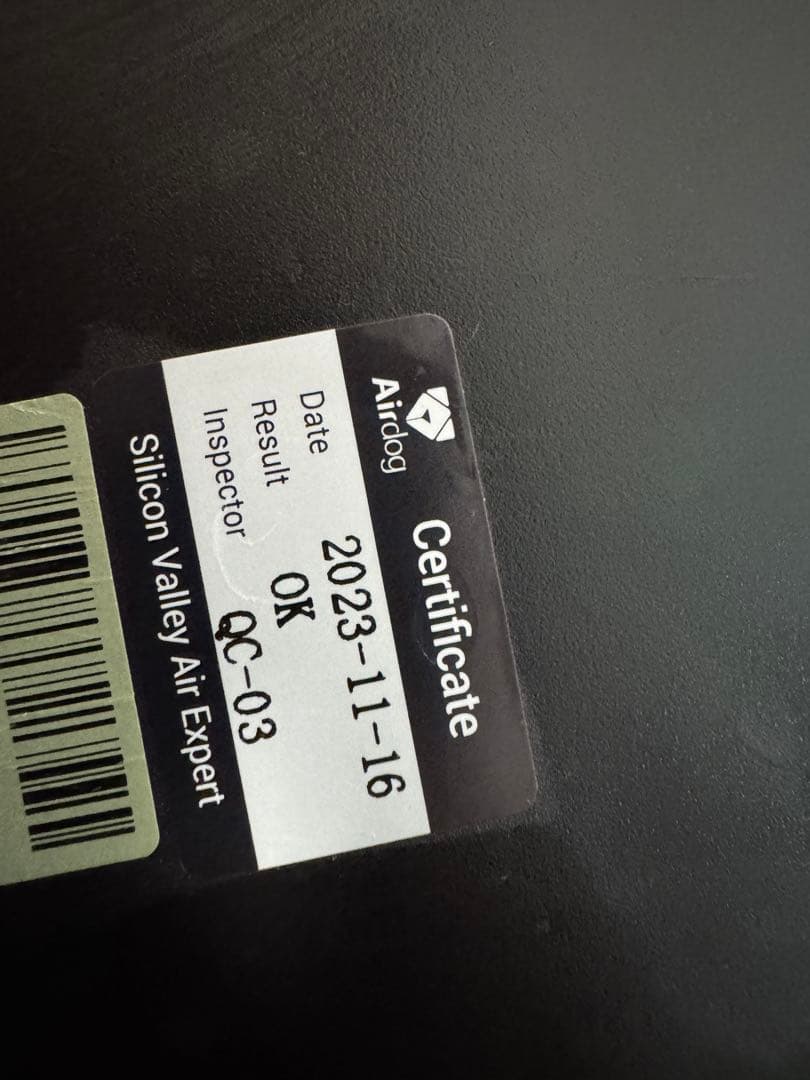 Airdog
Certificate
Date 2023-11-16
Result OK
Inspector QC-03
Silicon Valley Air Expert